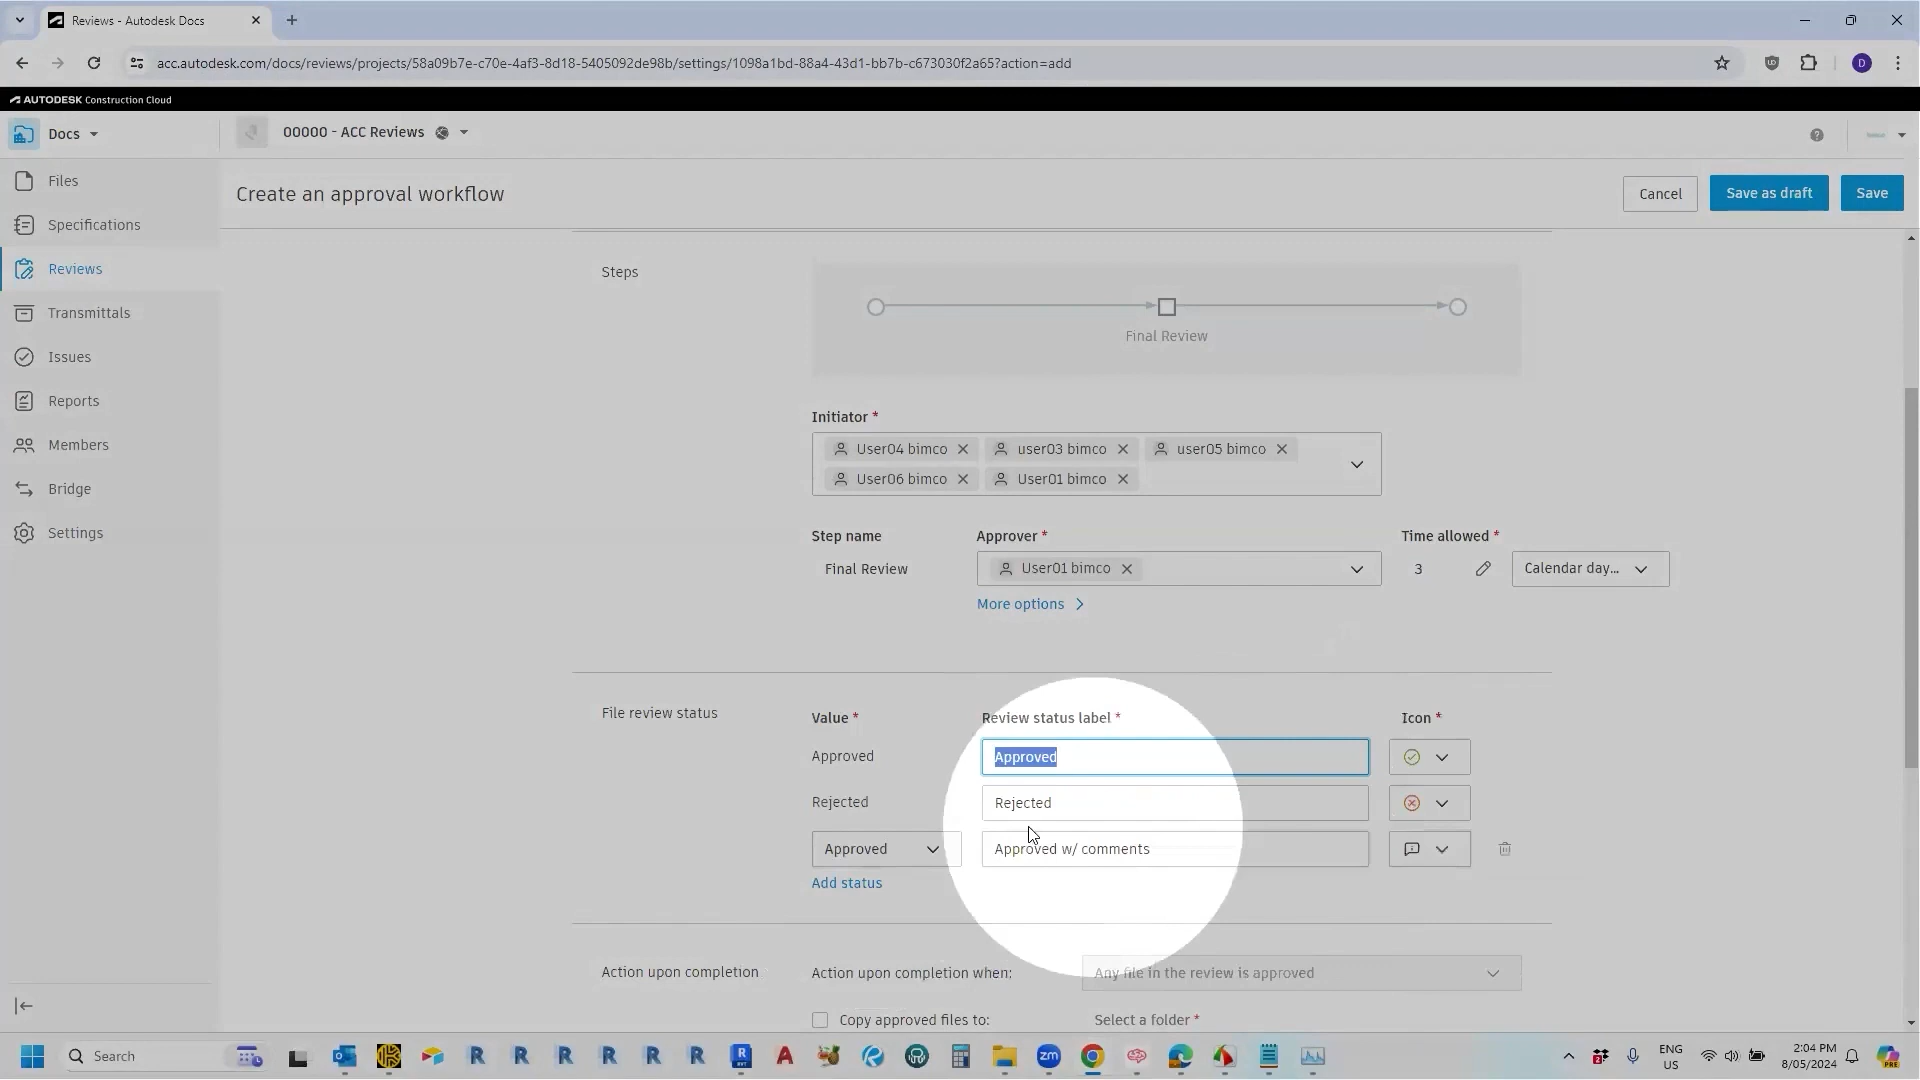 Reviews - Autodesk Docs
acc.autodesk.com/docs/reviews/projects/58a09b7e-c70e-4af3-8d18-5405092de98b/settings/1098a1bd-88a4-43d1-bb7b-c673030f2a65?action=add
D
AUTODESK Construction Cloud
Docs
00000 - ACC Reviews
Files
Specifications
Reviews
Transmittals
Issues
Reports
Members
Bridge
Settings
Create an approval workflow
Cancel
Save as draft
Save
Steps
Final Review
Initiator *
User04 bimco
user03 bimco
user05 bimco
User06 bimco
User01 bimco
Step name
Approver *
Time allowed *
Final Review
User01 bimco
3
Calendar day...
More options
File review status
Value *
Review status label *
Icon *
Approved
Approved
Rejected
Rejected
Approved
Approved w/ comments
Add status
Action upon completion
Action upon completion when:
Any file in the review is approved
Copy approved files to:
Select a folder *
Search
ENG
US
2:04 PM
8/05/2024